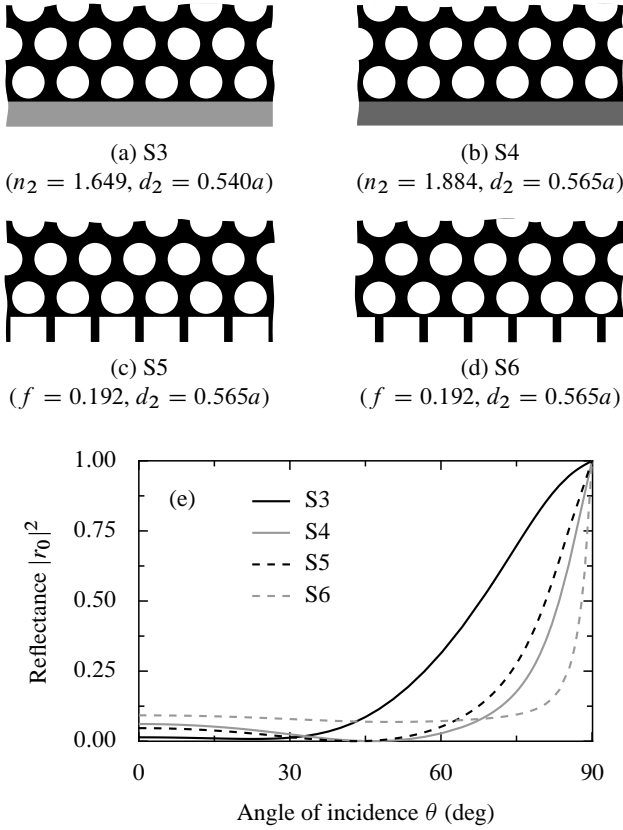 (a) S3
(n₂ = 1.649, d₂ = 0.540a)
(b) S4
(n₂ = 1.884, d₂ = 0.565a)
(c) S5
(f = 0.192, d₂ = 0.565a)
(d) S6
(f = 0.192, d₂ = 0.565a)
Reflectance |r₀|²
1.00
0.75
0.50
0.25
0.00
(e)
S3
S4
S5
S6
0 30 60 90
Angle of incidence θ (deg)